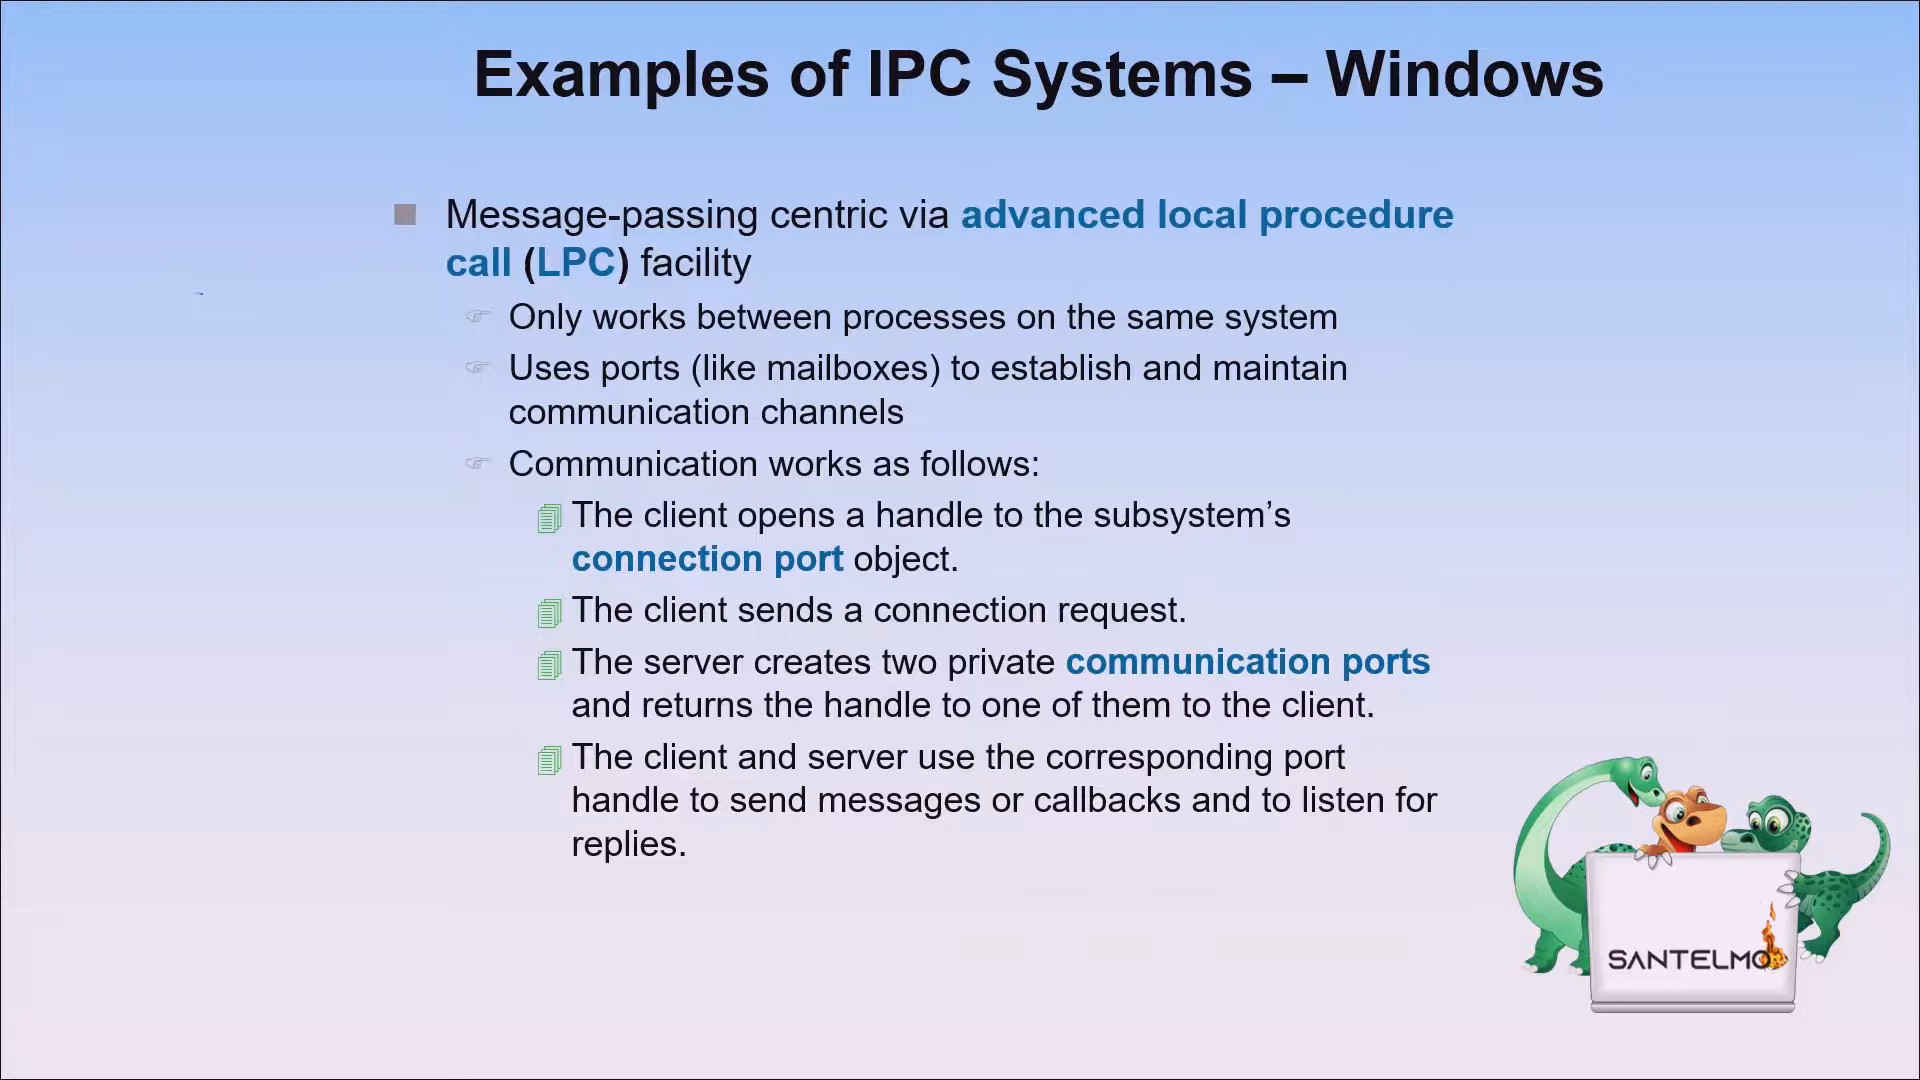 Examples of IPC Systems – Windows
Message-passing centric via advanced local procedure
call (LPC) facility
Only works between processes on the same system
Uses ports (like mailboxes) to establish and maintain
communication channels
Communication works as follows:
The client opens a handle to the subsystem’s
connection port object.
The client sends a connection request.
The server creates two private communication ports
and returns the handle to one of them to the client.
The client and server use the corresponding port
handle to send messages or callbacks and to listen for
replies.
SANTELMO